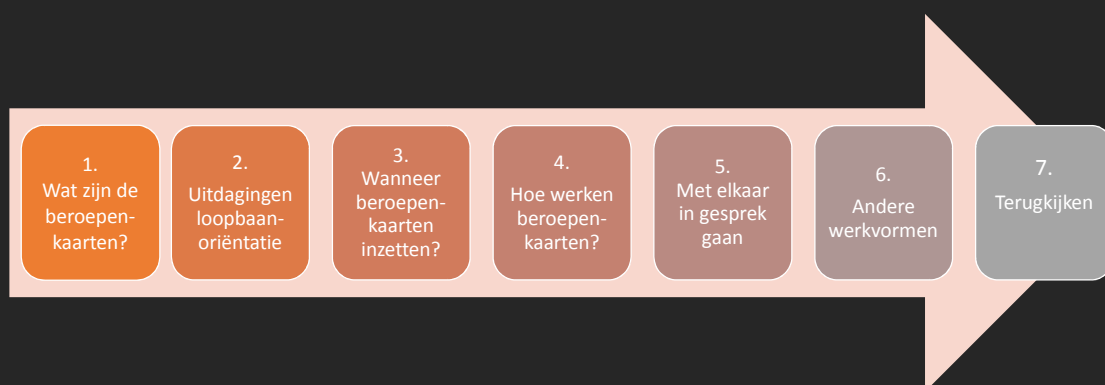 1.
Wat zijn de
beroepen-
kaarten?
2.
Uitdagingen
loopbaan-
oriëntatie
3.
Wanneer
beroepen-
kaarten
inzetten?
4.
Hoe werken
beroepen-
kaarten?
5.
Met elkaar
in gesprek
gaan
6.
Andere
werkvormen
7.
Terugkijken